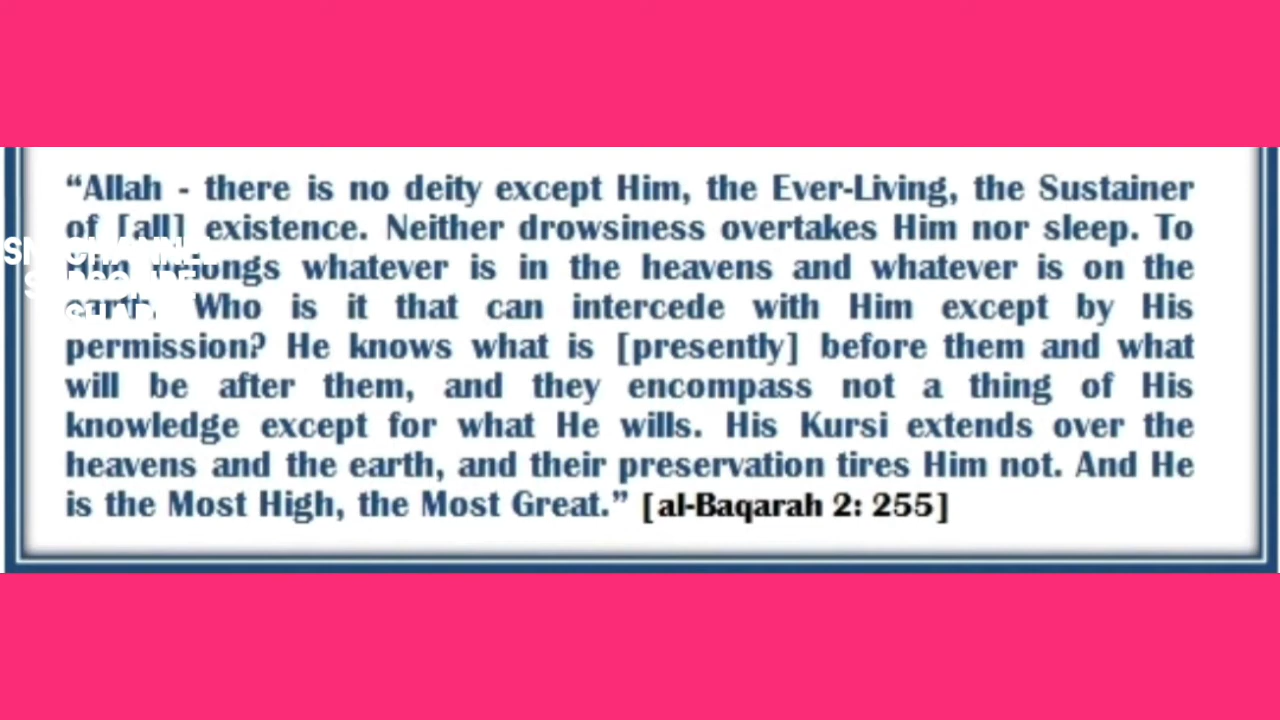 “Allah - there is no deity except Him, the Ever-Living, the Sustainer
of [all] existence. Neither drowsiness overtakes Him nor sleep. To
whatever is in the heavens and whatever is on the
Who is it that can intercede with Him except by His
permission? He knows what is [presently] before them and what
will be after them, and they encompass not a thing of His
knowledge except for what He wills. His Kursi extends over the
heavens and the earth, and their preservation tires Him not. And He
is the Most High, the Most Great.” [al-Baqarah 2: 255]
CHANNEL
SUBSCRIBE
SHARE